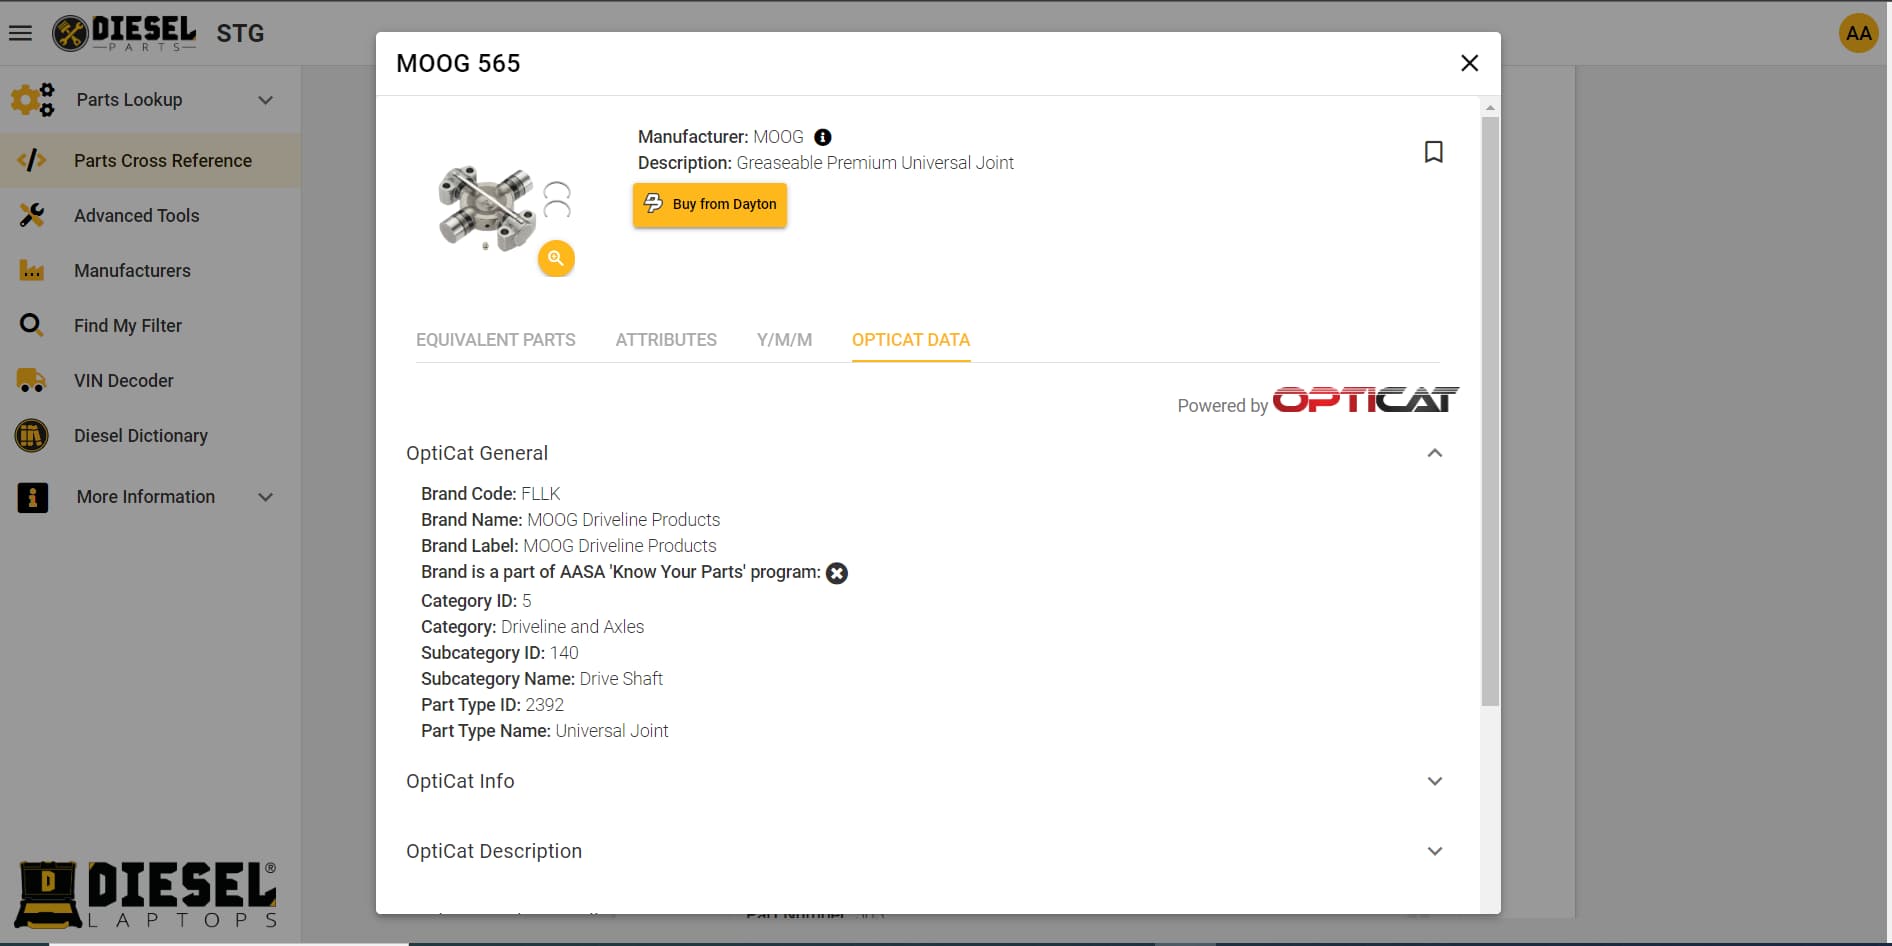 DIESEL
PARTS
STG
AA
Parts Lookup
Parts Cross Reference
Advanced Tools
Manufacturers
Find My Filter
VIN Decoder
Diesel Dictionary
More Information
D
DIESEL®
LAPTOPS
MOOG 565
Manufacturer: MOOG
Description: Greaseable Premium Universal Joint
Buy from Dayton
EQUIVALENT PARTS ATTRIBUTES Y/M/M OPTICAT DATA
Powered by OPTICAT
OptiCat General
Brand Code: FLLK
Brand Name: MOOG Driveline Products
Brand Label: MOOG Driveline Products
Brand is a part of AASA 'Know Your Parts' program:
Category ID: 5
Category: Driveline and Axles
Subcategory ID: 140
Subcategory Name: Drive Shaft
Part Type ID: 2392
Part Type Name: Universal Joint
OptiCat Info
OptiCat Description